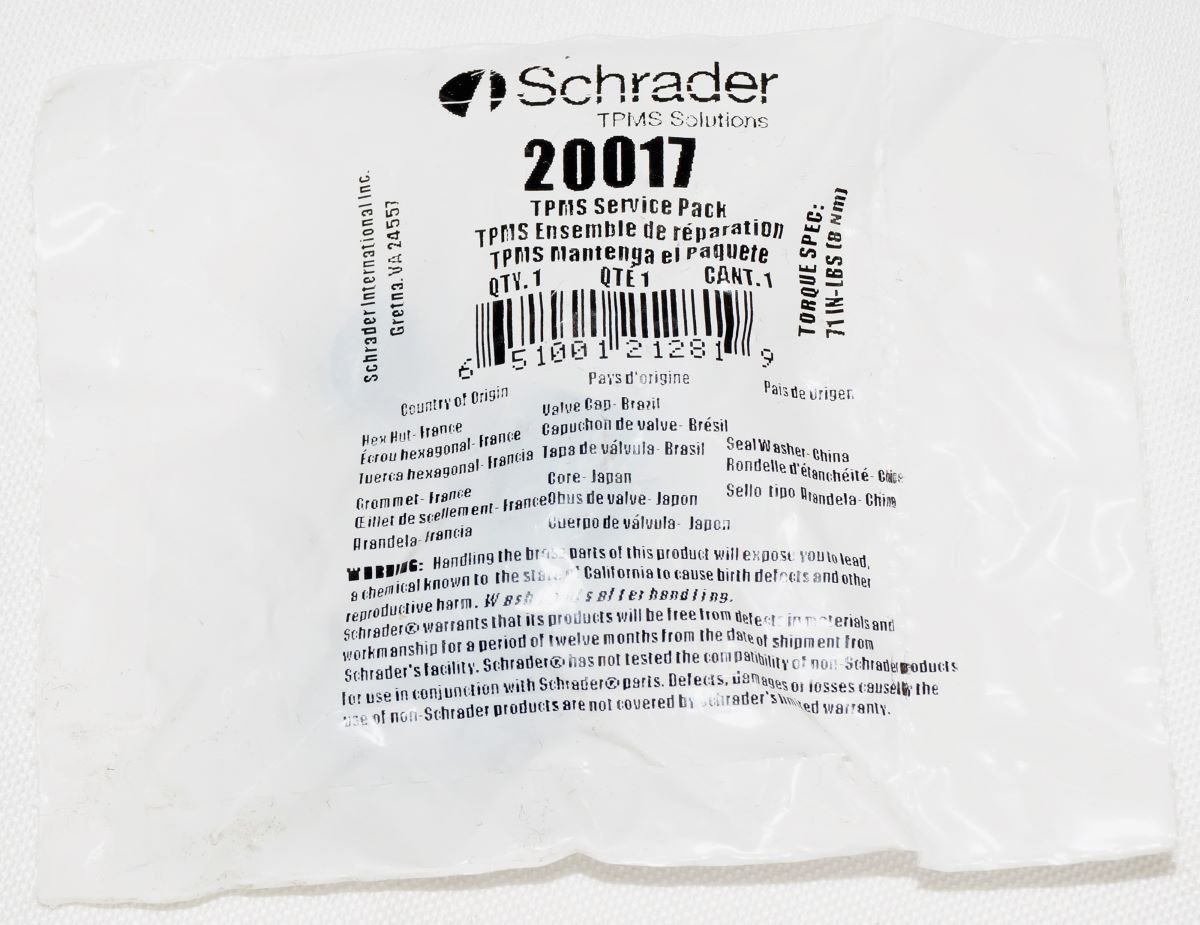 Schrader
TPMS Solutions
20017
TPMS Service Pack
TPMS Ensemble de réparation
TPMS Mantenga el Paquete
QTY. 1 QTÉ 1 CANT. 1
6 51001 21281 9
Schrader International Inc.
Gretna. VA 24557
TORQUE SPEC:
71 IN-LBS (8 Nm)
Country of Origin
Hex Nut- France
Écrou hexagonal- France
Tuerca hexagonal- Francia
Grommet- France
Œillet de scellement- France
Arandela- Francia
Pays d'origine
Valve Cap- Brazil
Capuchon de valve- Brésil
Tapa de válvula- Brasil
Core- Japan
Obus de valve- Japon
Cuerpo de válvula- Japon
Pais de Origen
Seal Washer- China
Rondelle d'étanchéité- Chine
Sello tipo Arandela- China
WARNING: Handling the brass parts of this product will expose you to lead,
a chemical known to the state of California to cause birth defects and other
reproductive harm. Wash after handling.
Schrader® warrants that its products will be free from defects in materials and
workmanship for a period of twelve months from the date of shipment from
Schrader's facility. Schrader® has not tested the compatibility of non-Schrader products
for use in conjunction with Schrader® parts. Defects, damages or losses caused by the
use of non-Schrader products are not covered by Schrader's limited warranty.